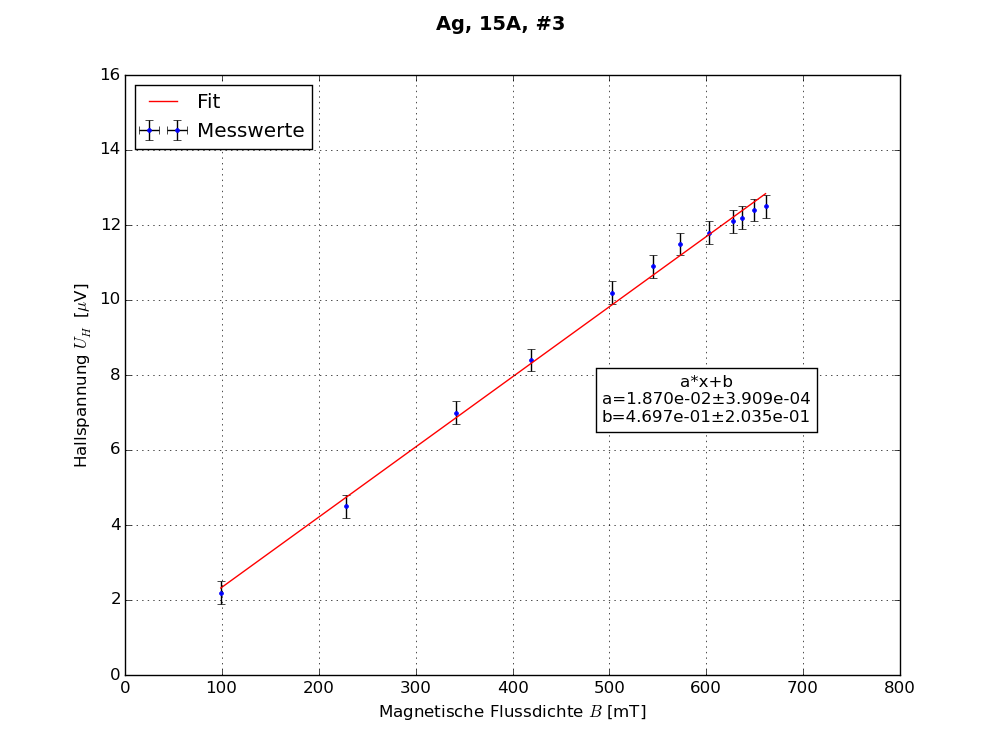 Ag, 15A, #3
Fit
Messwerte
16
14
12
10
8
6
4
2
0
Hallspannung U_H [μV]
a*x+b
a=1.870e-02±3.909e-04
b=4.697e-01±2.035e-01
0 100 200 300 400 500 600 700 800
Magnetische Flussdichte B [mT]